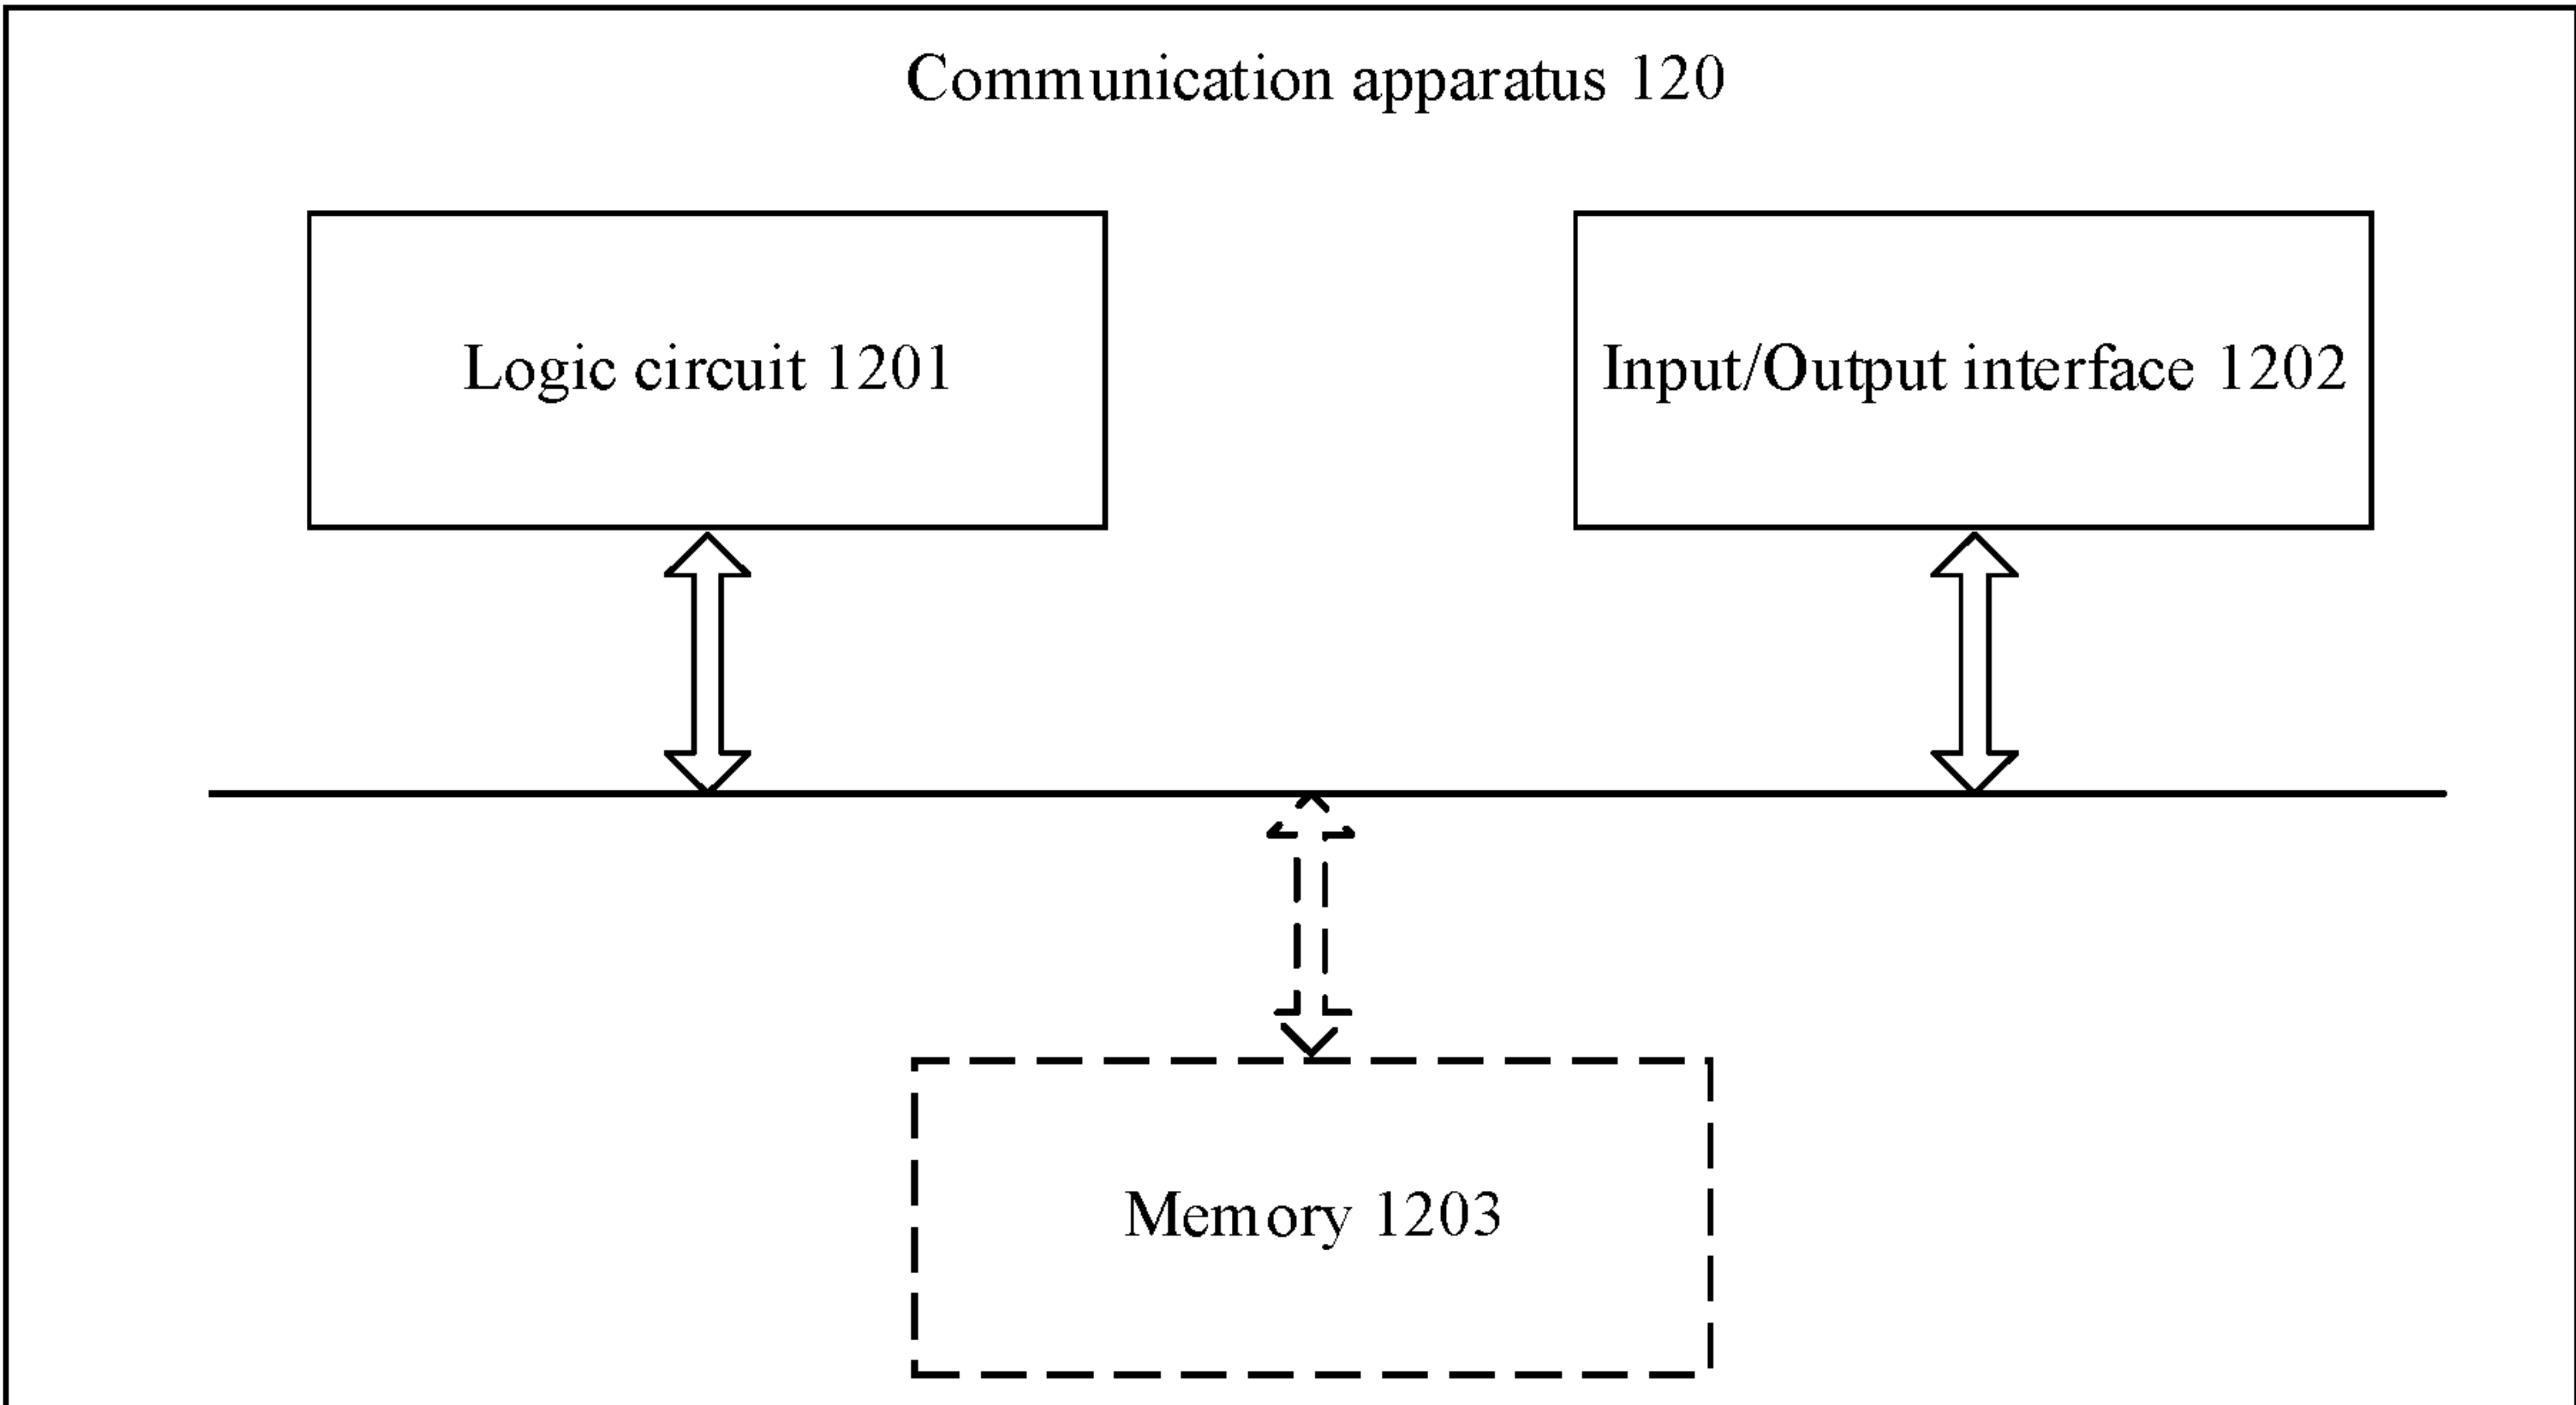 Communication apparatus 120
Logic circuit 1201
Input/Output interface 1202
Memory 1203